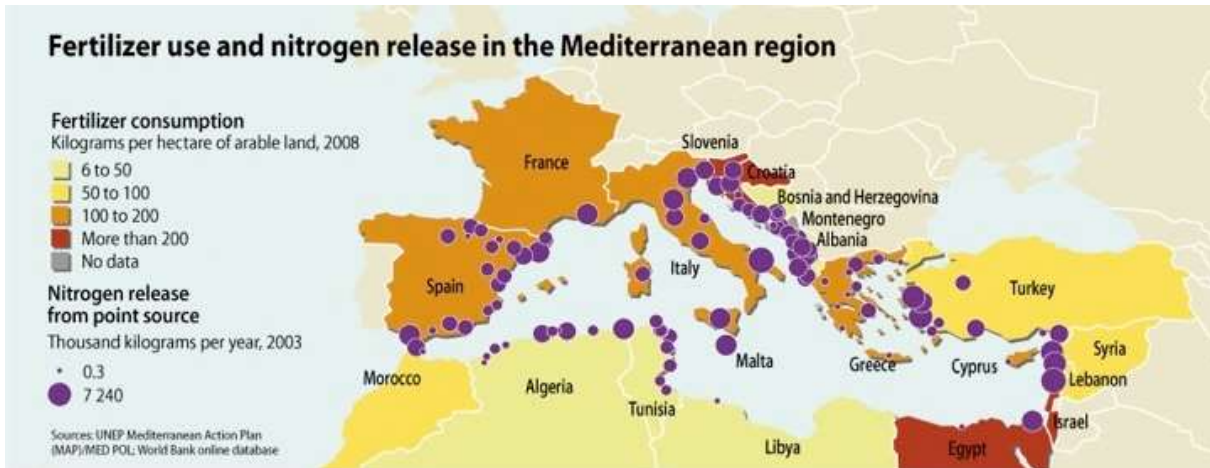 Fertilizer use and nitrogen release in the Mediterranean region
Fertilizer consumption
Kilograms per hectare of arable land, 2008
6 to 50
50 to 100
100 to 200
More than 200
No data
Nitrogen release
from point source
Thousand kilograms per year, 2003
0.3
7 240
Sources: UNEP Mediterranean Action Plan
(MAP)/MED POL; World Bank online database
Slovenia
France
Croatia
Bosnia and Herzegovina
Montenegro
Albania
Italy
Spain
Turkey
Malta
Greece
Cyprus
Syria
Lebanon
Morocco
Algeria
Tunisia
Israel
Libya
Egypt